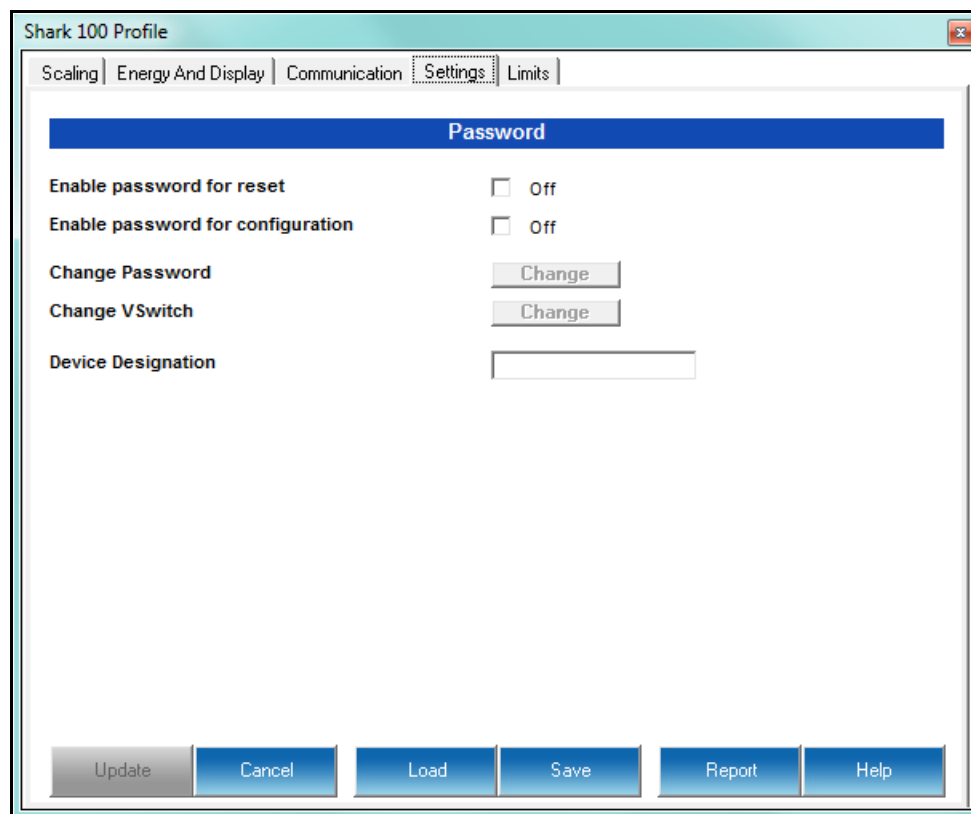 Shark 100 Profile
Scaling Energy And Display Communication Settings Limits
Password
Enable password for reset Off
Enable password for configuration Off
Change Password Change
Change VSwitch Change
Device Designation
Update Cancel Load Save Report Help